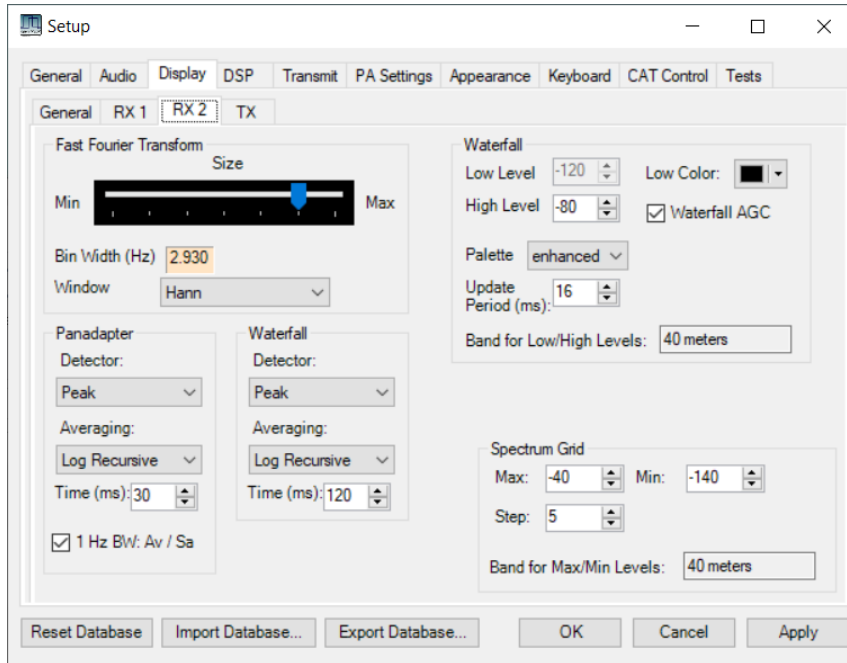 Setup
General Audio Display DSP Transmit PA Settings Appearance Keyboard CAT Control Tests
General RX 1 RX 2 TX
Fast Fourier Transform
Size
Min Max
Bin Width (Hz) 2.930
Window Hann
Panadapter
Detector:
Peak
Averaging:
Log Recursive
Time (ms): 30
1 Hz BW: Av / Sa
Waterfall
Detector:
Peak
Averaging:
Log Recursive
Time (ms): 120
Waterfall
Low Level -120 Low Color:
High Level -80 Waterfall AGC
Palette enhanced
Update
Period (ms): 16
Band for Low/High Levels: 40 meters
Spectrum Grid
Max: -40 Min: -140
Step: 5
Band for Max/Min Levels: 40 meters
Reset Database Import Database... Export Database... OK Cancel Apply